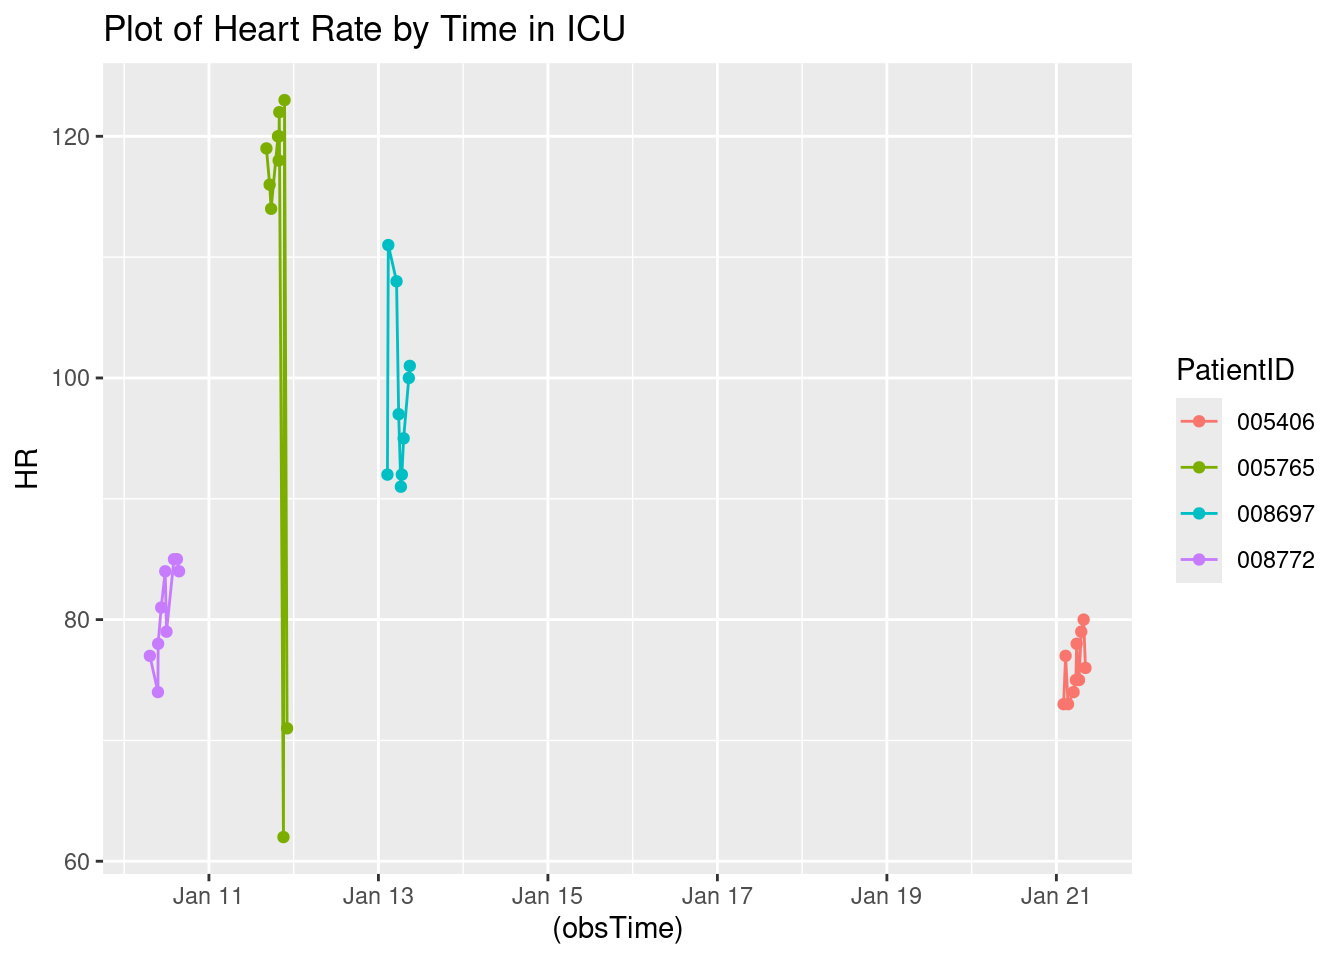 Plot of Heart Rate by Time in ICU
120
100
80
60
HR
Jan 11
Jan 13
Jan 15
Jan 17
Jan 19
Jan 21
(obsTime)
PatientID
005406
005765
008697
008772